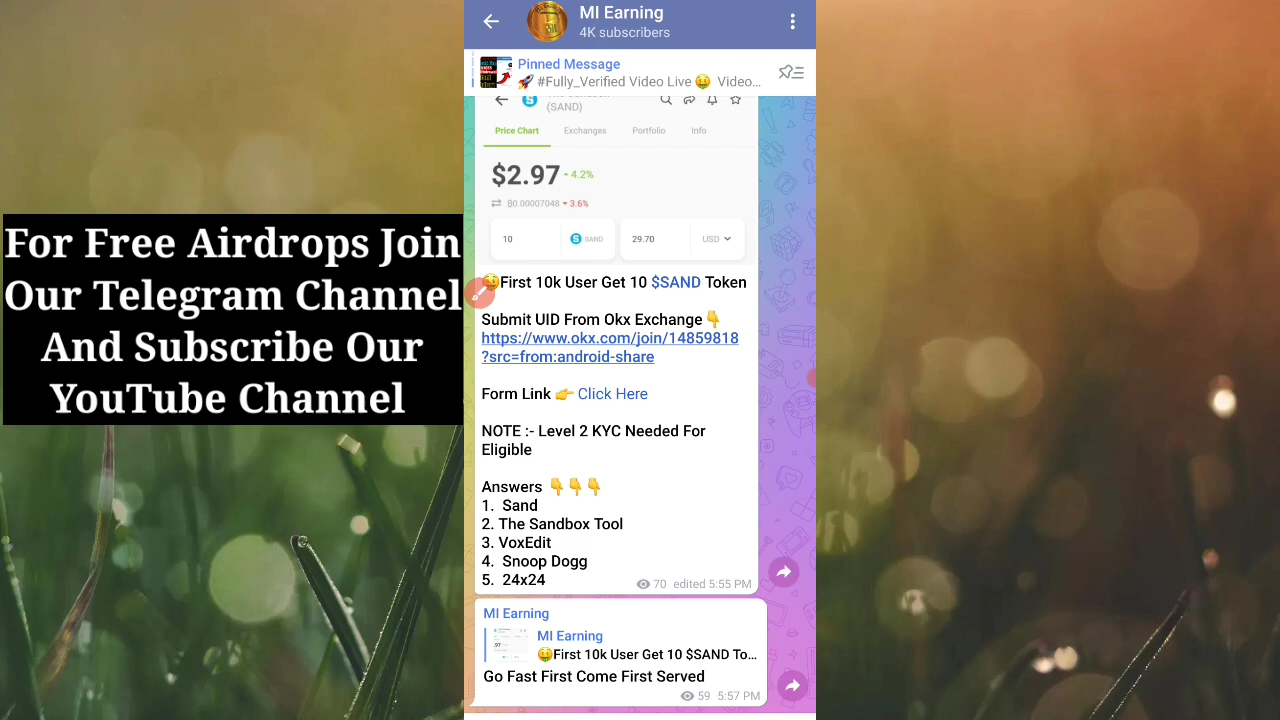 For Free Airdrops Join
Our Telegram Channel
And Subscribe Our
YouTube Channel
MI Earning
4K subscribers
Pinned Message
🚀 #Fully_Verified Video Live 🤑 Video...
(SAND)
Price Chart Exchanges Portfolio Info
$2.97 4.2%
₿0.00007048 3.6%
10 SAND 29.70 USD
🤑First 10k User Get 10 $SAND Token
Submit UID From Okx Exchange👇
https://www.okx.com/join/14859818
?src=from:android-share
Form Link 👉 Click Here
NOTE :- Level 2 KYC Needed For
Eligible
Answers 👇👇👇
1. Sand
2. The Sandbox Tool
3. VoxEdit
4. Snoop Dogg
5. 24x24
70 edited 5:55 PM
MI Earning
MI Earning
🤑First 10k User Get 10 $SAND To...
Go Fast First Come First Served
59 5:57 PM